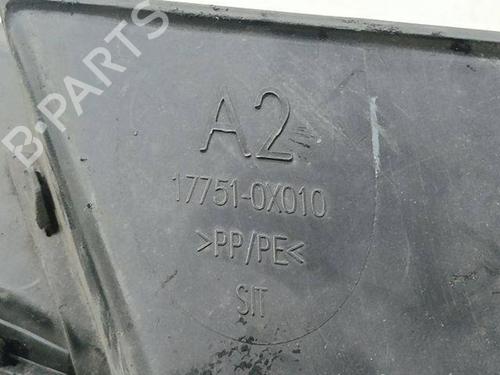 B-PARTS
A2
17751-0X010
>PP/PE<
SIT